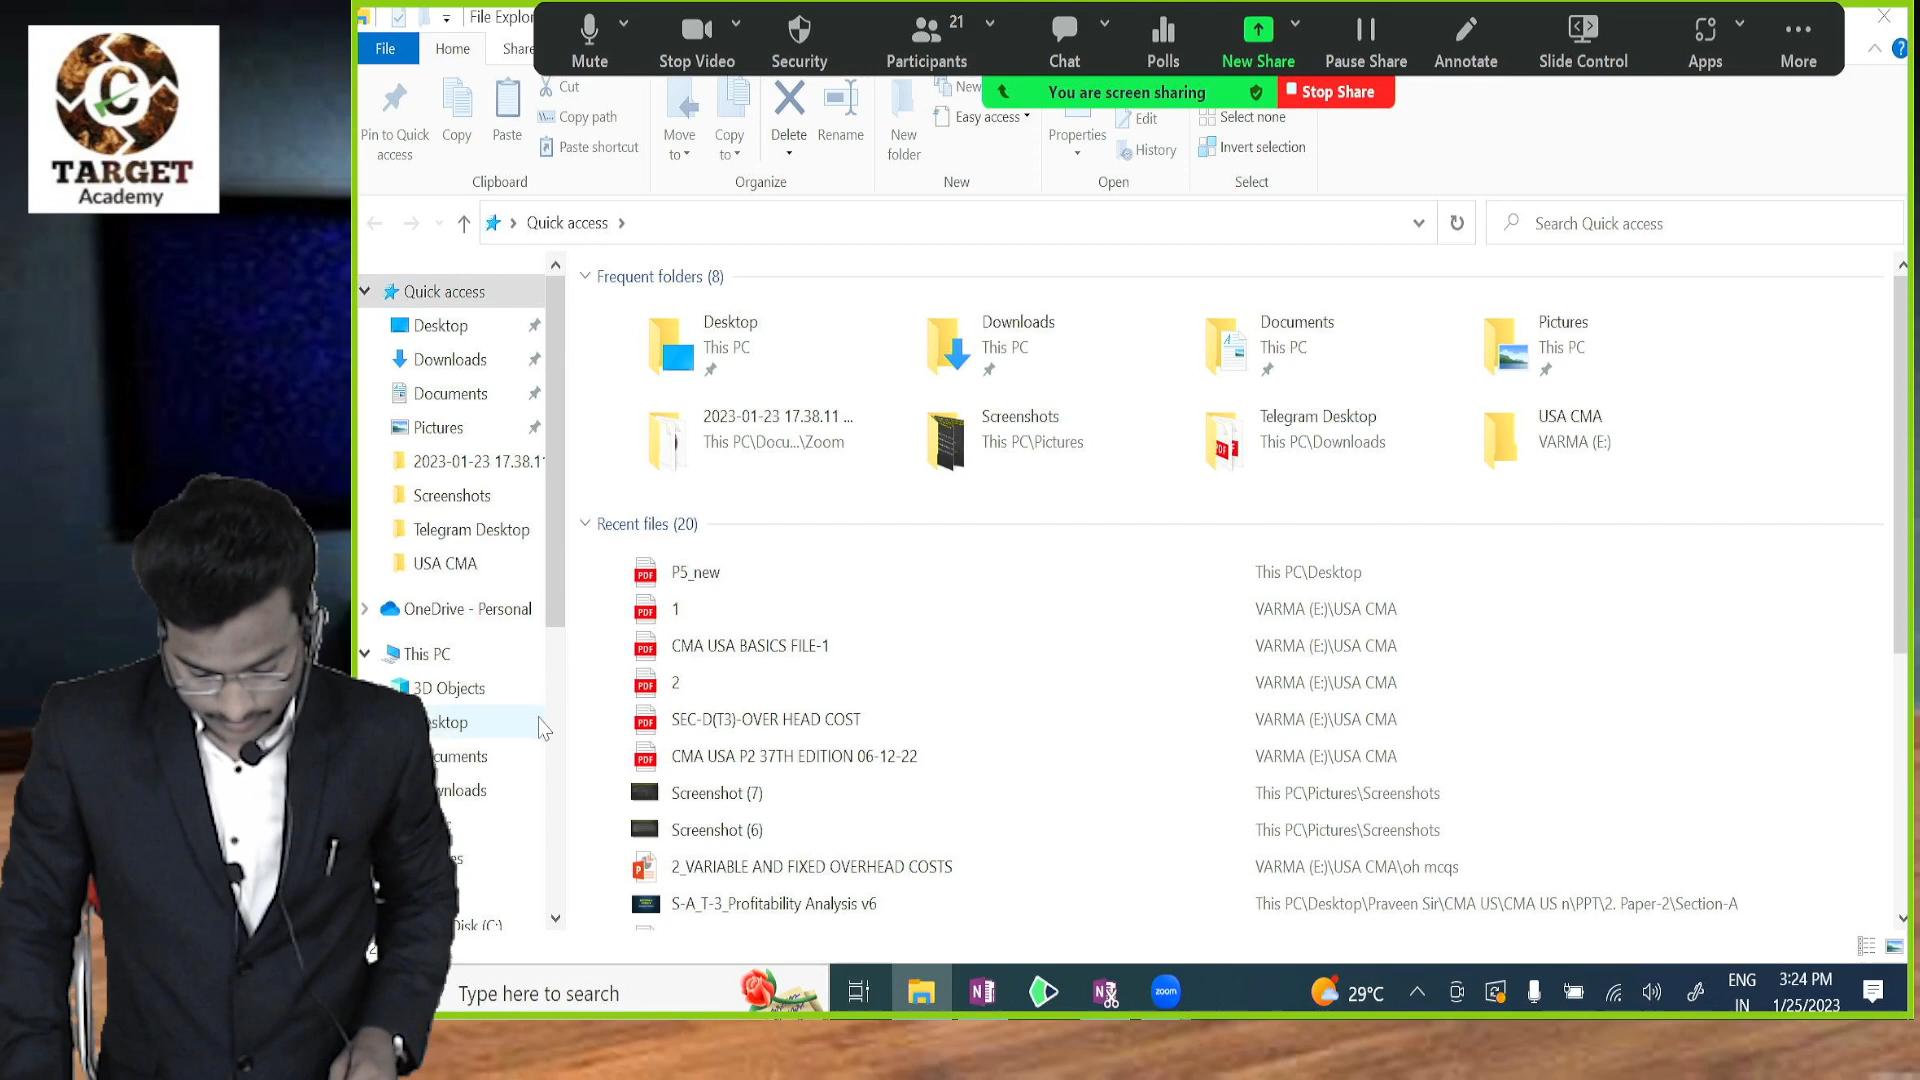 TARGET
Academy
File Explor
Mute
Stop Video
Security
Participants
21
Chat
Polls
New Share
Pause Share
Annotate
Slide Control
Apps
More
You are screen sharing
Stop Share
File
Home
Share
Pin to Quick
access
Copy
Paste
Cut
Copy path
Paste shortcut
Clipboard
Move
to
Copy
to
Delete
Rename
Organize
New
folder
New
Easy access
New
Properties
Edit
History
Open
Select none
Invert selection
Select
Quick access
Search Quick access
Quick access
Desktop
Downloads
Documents
Pictures
2023-01-23 17.38.11
Screenshots
Telegram Desktop
USA CMA
OneDrive - Personal
This PC
3D Objects
sktop
cuments
wnloads
Disk (C:)
Frequent folders (8)
Desktop
This PC
Downloads
This PC
Documents
This PC
Pictures
This PC
2023-01-23 17.38.11 ...
This PC\Docu...\Zoom
Screenshots
This PC\Pictures
Telegram Desktop
This PC\Downloads
USA CMA
VARMA (E:)
Recent files (20)
P5_new This PC\Desktop
1 VARMA (E:)\USA CMA
CMA USA BASICS FILE-1 VARMA (E:)\USA CMA
2 VARMA (E:)\USA CMA
SEC-D(T3)-OVER HEAD COST VARMA (E:)\USA CMA
CMA USA P2 37TH EDITION 06-12-22 VARMA (E:)\USA CMA
Screenshot (7) This PC\Pictures\Screenshots
Screenshot (6) This PC\Pictures\Screenshots
2_VARIABLE AND FIXED OVERHEAD COSTS VARMA (E:)\USA CMA\oh mcqs
S-A_T-3_Profitability Analysis v6 This PC\Desktop\Praveen Sir\CMA US\CMA US n\PPT\2. Paper-2\Section-A
Type here to search
zoom
29°C
ENG
IN
3:24 PM
1/25/2023